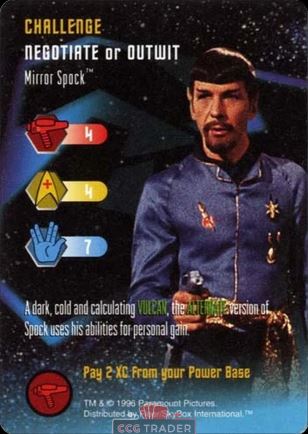 CHALLENGE
NEGOTIATE or OUTWIT
Mirror Spock™
4
4
7
A dark, cold and calculating VULCAN, the ALTERNATE version of
Spock uses his abilities for personal gain.
Pay 2 XC From your Power Base
TM & © 1996 Paramount Pictures.
Distributed by SkyBox International.™
CCG TRADER